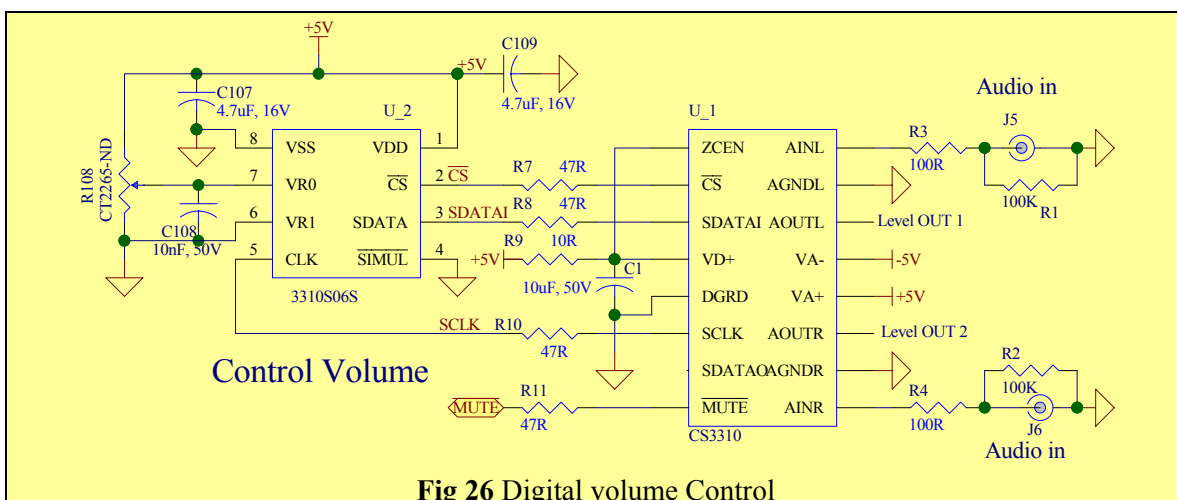 +5V
+5V
C109
4.7uF, 16V
C107
4.7uF, 16V
R108
CT2265-ND
C108
10nF, 50V
U_2
8
VSS
VDD
1
7
VR0
CS
2
CS
6
VR1
SDATA
3
SDATAI
5
CLK
SIMUL
4
3310S06S
R7
47R
R8
47R
R9
10R
+5V
C1
10uF, 50V
SCLK
R10
47R
Control Volume
MUTE
R11
47R
U_1
ZCEN
AINL
CS
AGNDL
SDATAI
AOUTL
VD+
VA-
DGRD
VA+
SCLK
AOUTR
SDATAO
AGNDR
MUTE
AINR
CS3310
Audio in
J5
R3
100R
100K
R1
Level OUT 1
-5V
+5V
Level OUT 2
R2
100K
R4
100R
J6
Audio in
Fig 26 Digital volume Control